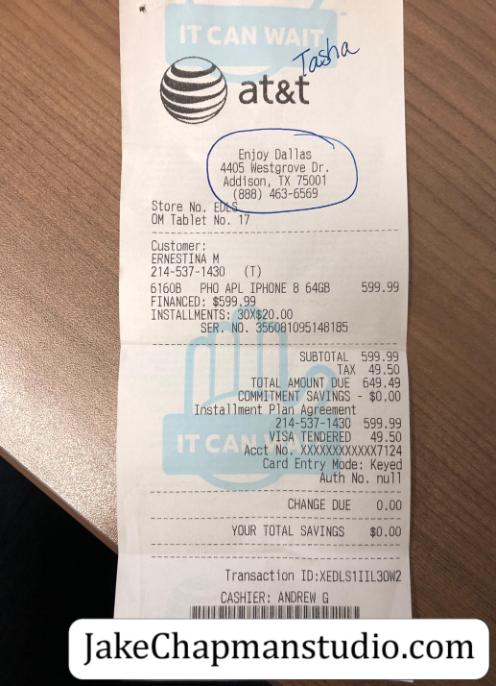 IT CAN WAIT
Tasha
at&t
Enjoy Dallas
4405 Westgrove Dr.
Addison, TX 75001
(888) 463-6569
Store No. EDLS
OM Tablet No. 17
Customer:
ERNESTINA M
214-537-1430 (T)
6160B PHO APL IPHONE 8 64GB 599.99
FINANCED: $599.99
INSTALLMENTS: 30X$20.00
SER. NO. 356081095148185
SUBTOTAL 599.99
TAX 49.50
TOTAL AMOUNT DUE 649.49
COMMITMENT SAVINGS - $0.00
Installment Plan Agreement
214-537-1430 599.99
VISA TENDERED 49.50
IT CAN WAIT
Acct No. XXXXXXXXXXXX7124
Card Entry Mode: Keyed
Auth No. null
CHANGE DUE 0.00
YOUR TOTAL SAVINGS $0.00
Transaction ID:XEDLS1IIL30W2
CASHIER: ANDREW G
JakeChapmanstudio.com